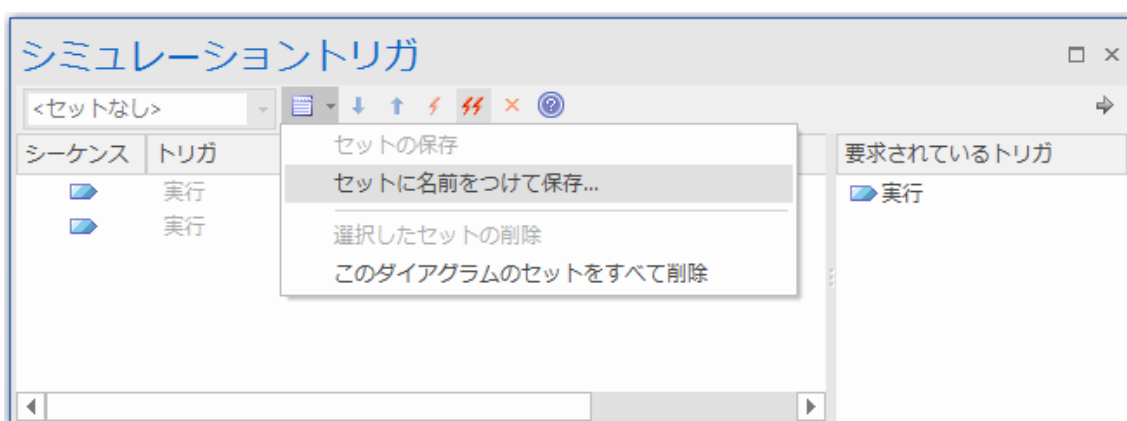 シミュレーショントリガ
<セットなし>
シーケンス トリガ
実行
実行
セットの保存
セットに名前をつけて保存...
選択したセットの削除
このダイアグラムのセットをすべて削除
要求されているトリガ
実行